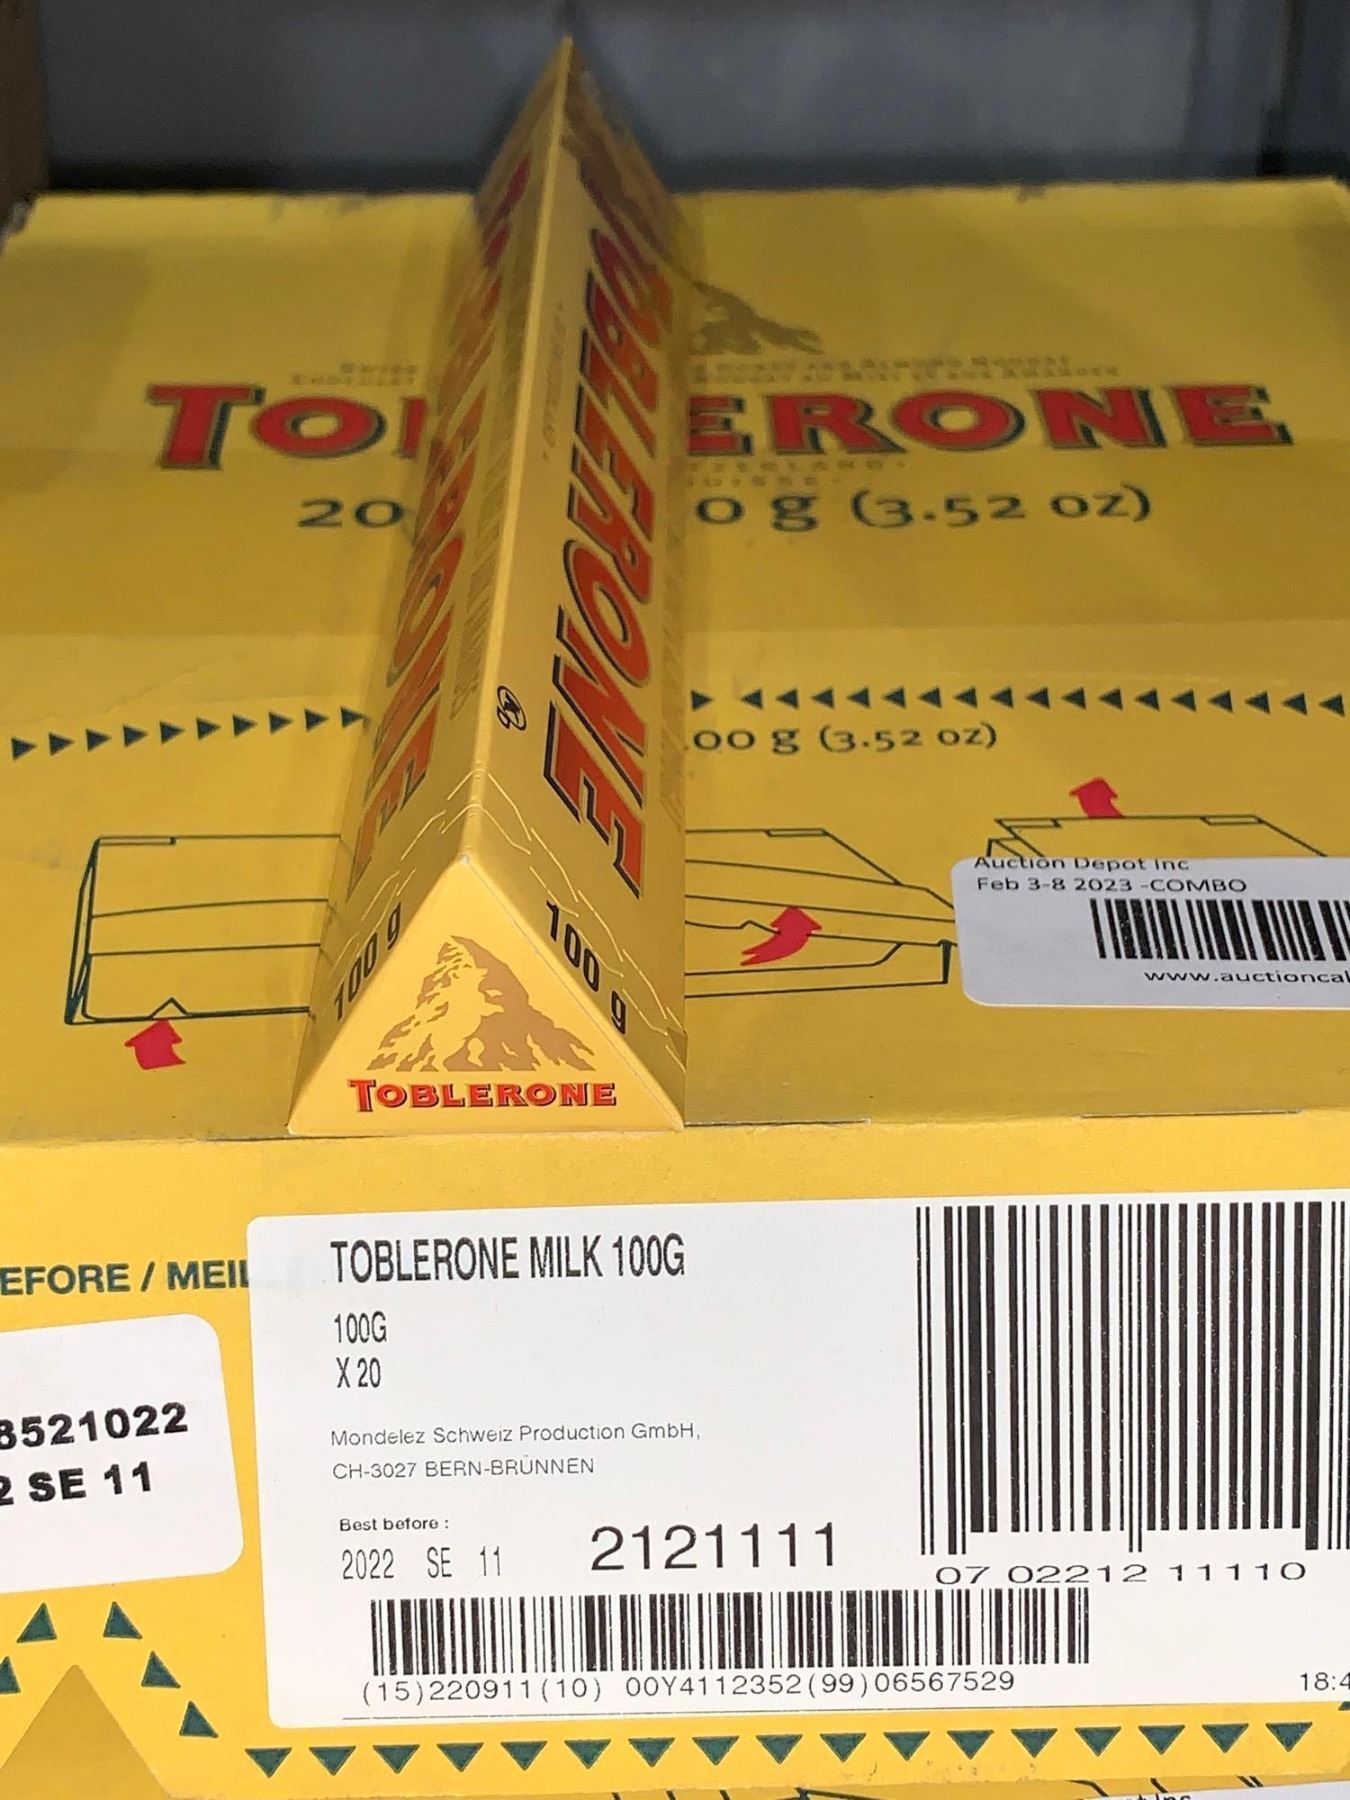 TOBLERONE
20 0 g (3.52 oz)
TOBLERONE
TOBLERONE
00 g (3.52 oz)
Auction Depot Inc
Feb 3-8 2023 -COMBO
www.auctioncal
100 g
100 g
TOBLERONE
EFORE / MEIL
TOBLERONE MILK 100G
100G
X 20
Mondelez Schweiz Production GmbH,
CH-3027 BERN-BRÜNNEN
8521022
2 SE 11
Best before :
2022 SE 11
2121111
07 02212 11110
(15)220911(10) 00Y4112352(99)06567529
18:4